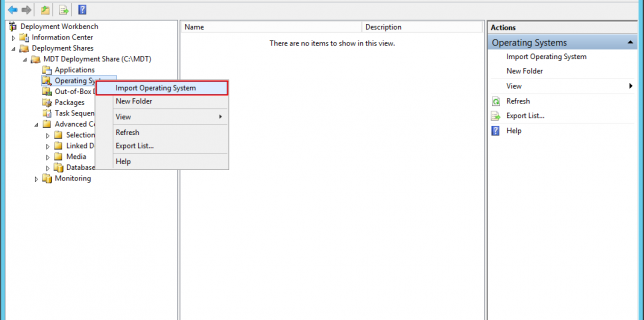 Deployment Workbench
Information Center
Deployment Shares
MDT Deployment Share (C:\MDT)
Applications
Operating Sy
Out-of-Box D
Packages
Task Sequen
Advanced Co
Selection
Linked D
Media
Database
Monitoring
Import Operating System
New Folder
View
Refresh
Export List...
Help
Name
Description
There are no items to show in this view.
Actions
Operating Systems
Import Operating System
New Folder
View
Refresh
Export List...
Help